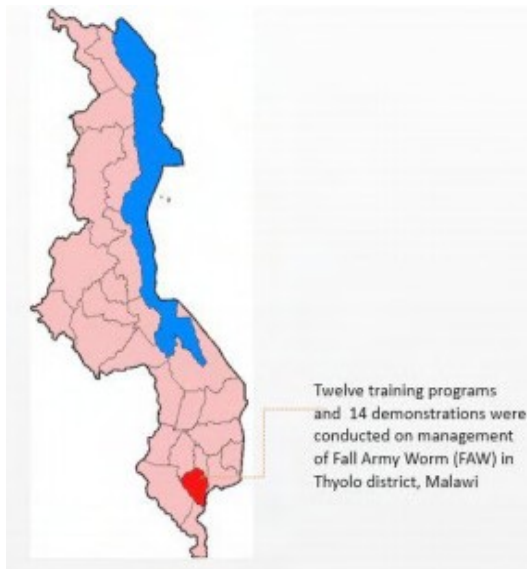 Twelve training programs
and 14 demonstrations were
conducted on management
of Fall Army Worm (FAW) in
Thyolo district, Malawi